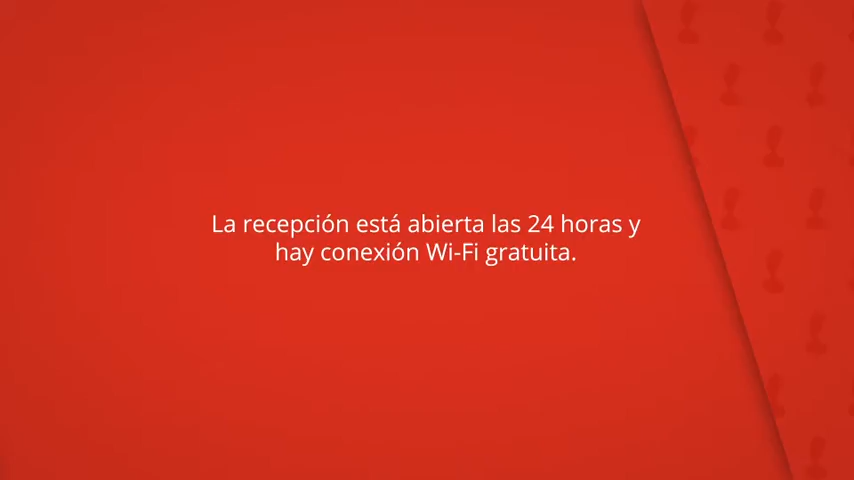 La recepción está abierta las 24 horas y
hay conexión Wi-Fi gratuita.